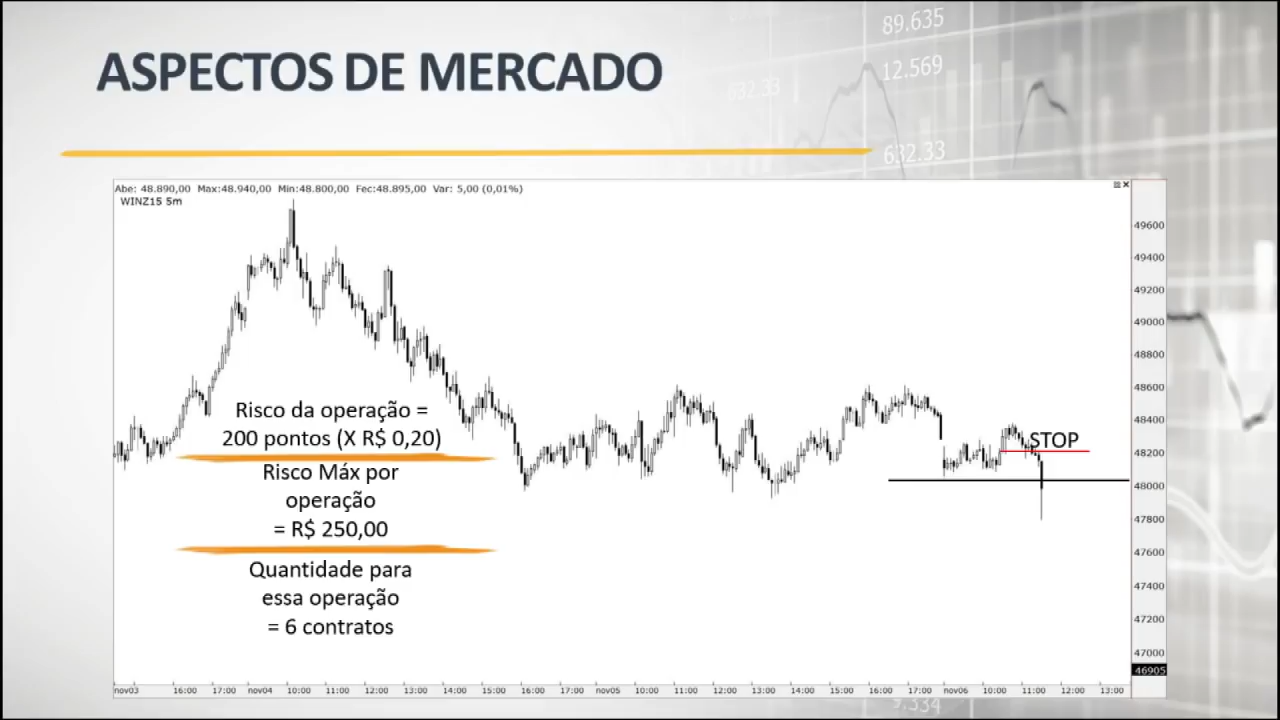 89.635
ASPECTOS DE MERCADO
12.569
632.33
632.33
Abe: 48.890,00 Max:48.940,00 Min:48.800,00 Fec:48.895,00 Var: 5,00 (0,01%)
WINZ15 5m
49600
49400
49200
49000
48800
48600
48400
48200
48000
47800
47600
47400
47200
47000
46905
Risco da operação =
200 pontos (X R$ 0,20)
STOP
Risco Máx por
operação
= R$ 250,00
Quantidade para
essa operação
= 6 contratos
nov03 16:00 17:00 nov04 10:00 11:00 12:00 13:00 14:00 15:00 16:00 17:00 nov05 10:00 11:00 12:00 13:00 14:00 15:00 16:00 17:00 nov06 10:00 11:00 12:00 13:00
9.334